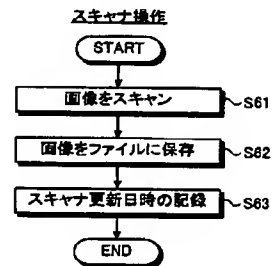 スキャナ操作
START
画像をスキャン
S61
画像をファイルに保存
S62
スキャナ更新日時の記録
S63
END